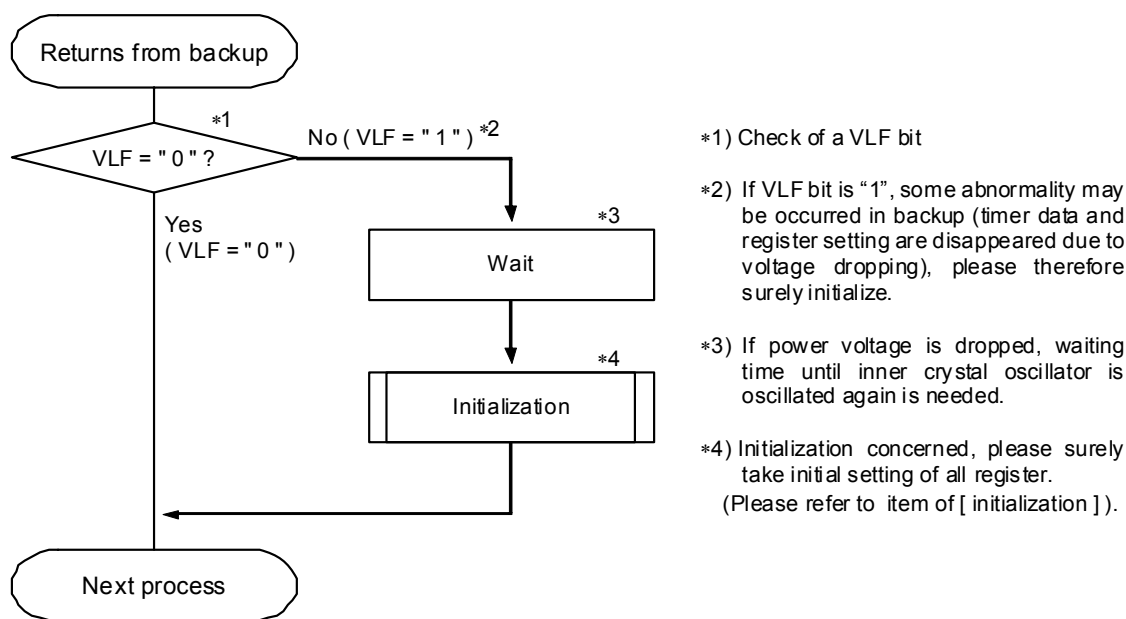 Returns from backup
*1
VLF = " 0 " ?
No ( VLF = " 1 " ) *2
Yes
( VLF = " 0 " )
*3
Wait
*4
Initialization
Next process
*1) Check of a VLF bit
*2) If VLF bit is “1”, some abnormality may
be occurred in backup (timer data and
register setting are disappeared due to
voltage dropping), please therefore
surely initialize.
*3) If power voltage is dropped, waiting
time until inner crystal oscillator is
oscillated again is needed.
*4) Initialization concerned, please surely
take initial setting of all register.
(Please refer to item of [ initialization ] ).